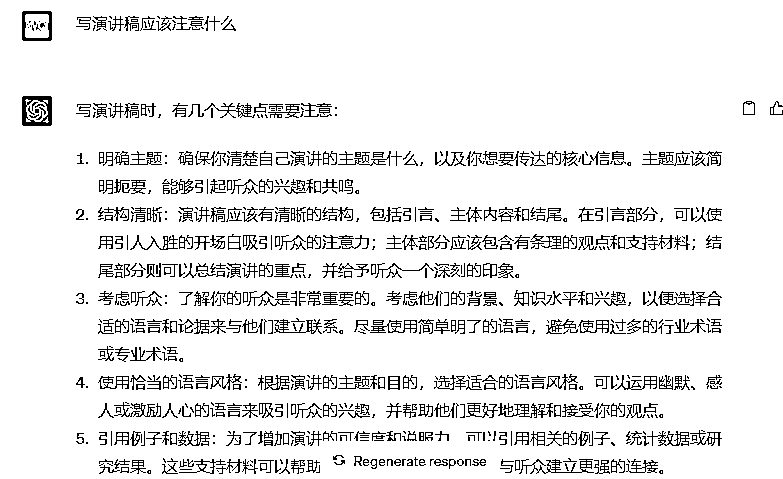 写演讲稿应该注意什么
写演讲稿时，有几个关键点需要注意：
1. 明确主题：确保你清楚自己演讲的主题是什么，以及你想要传达的核心信息。主题应该简
明扼要，能够引起听众的兴趣和共鸣。
2. 结构清晰：演讲稿应该有清晰的结构，包括引言、主体内容和结尾。在引言部分，可以使
用引人入胜的开场白吸引听众的注意力；主体部分应该包含有条理的观点和支持材料；结
尾部分则可以总结演讲的重点，并给予听众一个深刻的印象。
3. 考虑听众：了解你的听众是非常重要的。考虑他们的背景、知识水平和兴趣，以便选择合
适的语言和论据来与他们建立联系。尽量使用简单明了的语言，避免使用过多的行业术语
或专业术语。
4. 使用恰当的语言风格：根据演讲的主题和目的，选择适合的语言风格。可以运用幽默、感
人或激励人心的语言来吸引听众的兴趣，并帮助他们更好地理解和接受你的观点。
5. 引用例子和数据：为了增加演讲的可信度和说服力，可以引用相关的例子、统计数据或研
究结果。这些支持材料可以帮助 Regenerate response 与听众建立更强的连接。